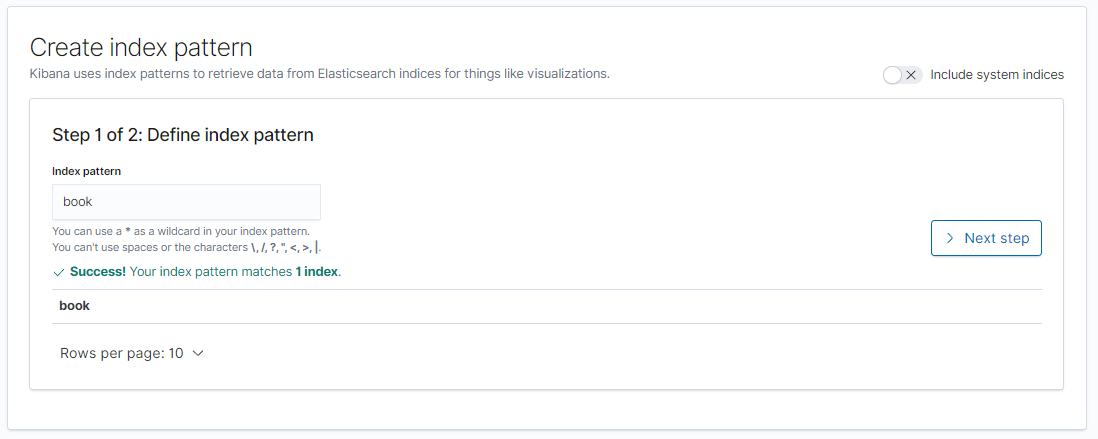 Create index pattern
Kibana uses index patterns to retrieve data from Elasticsearch indices for things like visualizations.
Include system indices
Step 1 of 2: Define index pattern
Index pattern
book
You can use a * as a wildcard in your index pattern.
You can't use spaces or the characters \, /, ?, ", <, >, |.
Next step
Success! Your index pattern matches 1 index.
book
Rows per page: 10